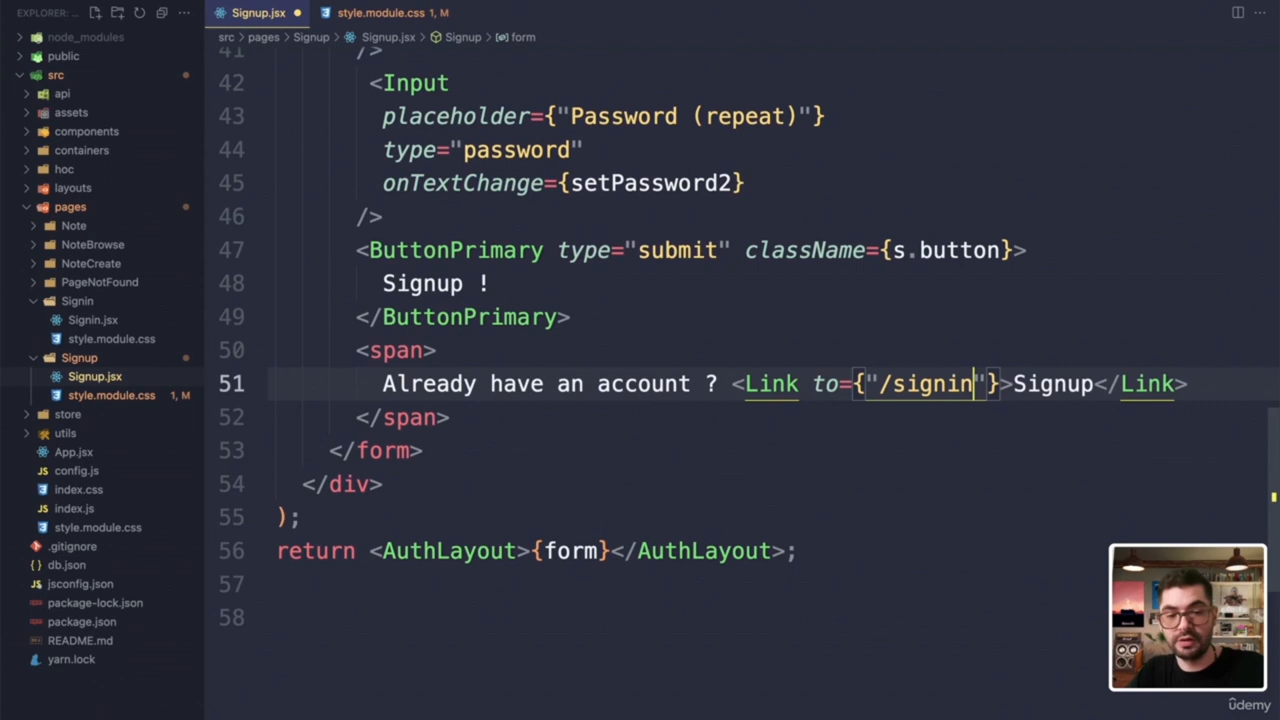 EXPLORER: ...
node_modules
public
src
api
assets
components
containers
hoc
layouts
pages
Note
NoteBrowse
NoteCreate
PageNotFound
Signin
Signin.jsx
style.module.css
Signup
Signup.jsx
style.module.css 1, M
store
utils
App.jsx
JS config.js
index.css
JS index.js
style.module.css
.gitignore
{ } db.json
JS jsconfig.json
package-lock.json
package.json
README.md
yarn.lock
Signup.jsx
style.module.css 1, M
src > pages > Signup > Signup.jsx > Signup > form
41 />
42 <Input
43 placeholder={"Password (repeat)"}
44 type="password"
45 onTextChange={setPassword2}
46 />
47 <ButtonPrimary type="submit" className={s.button}>
48 Signup !
49 </ButtonPrimary>
50 <span>
51 Already have an account ? <Link to={"/signin"}>Signup</Link>
52 </span>
53 </form>
54 </div>
55 );
56 return <AuthLayout>{form}</AuthLayout>;
57
58
ûdemy